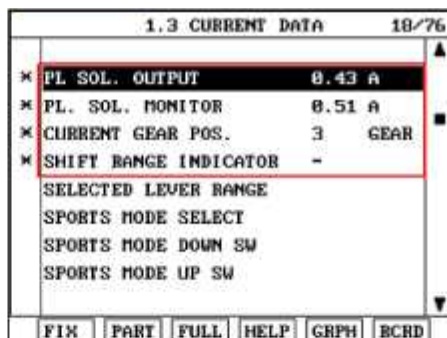 1.3 CURRENT DATA 18/76
* PL SOL. OUTPUT 0.43 A
* PL. SOL. MONITOR 0.51 A
* CURRENT GEAR POS. 3 GEAR
* SHIFT RANGE INDICATOR -
SELECTED LEVER RANGE
SPORTS MODE SELECT
SPORTS MODE DOWN SW
SPORTS MODE UP SW
FIX PART FULL HELP GRPH RCRD